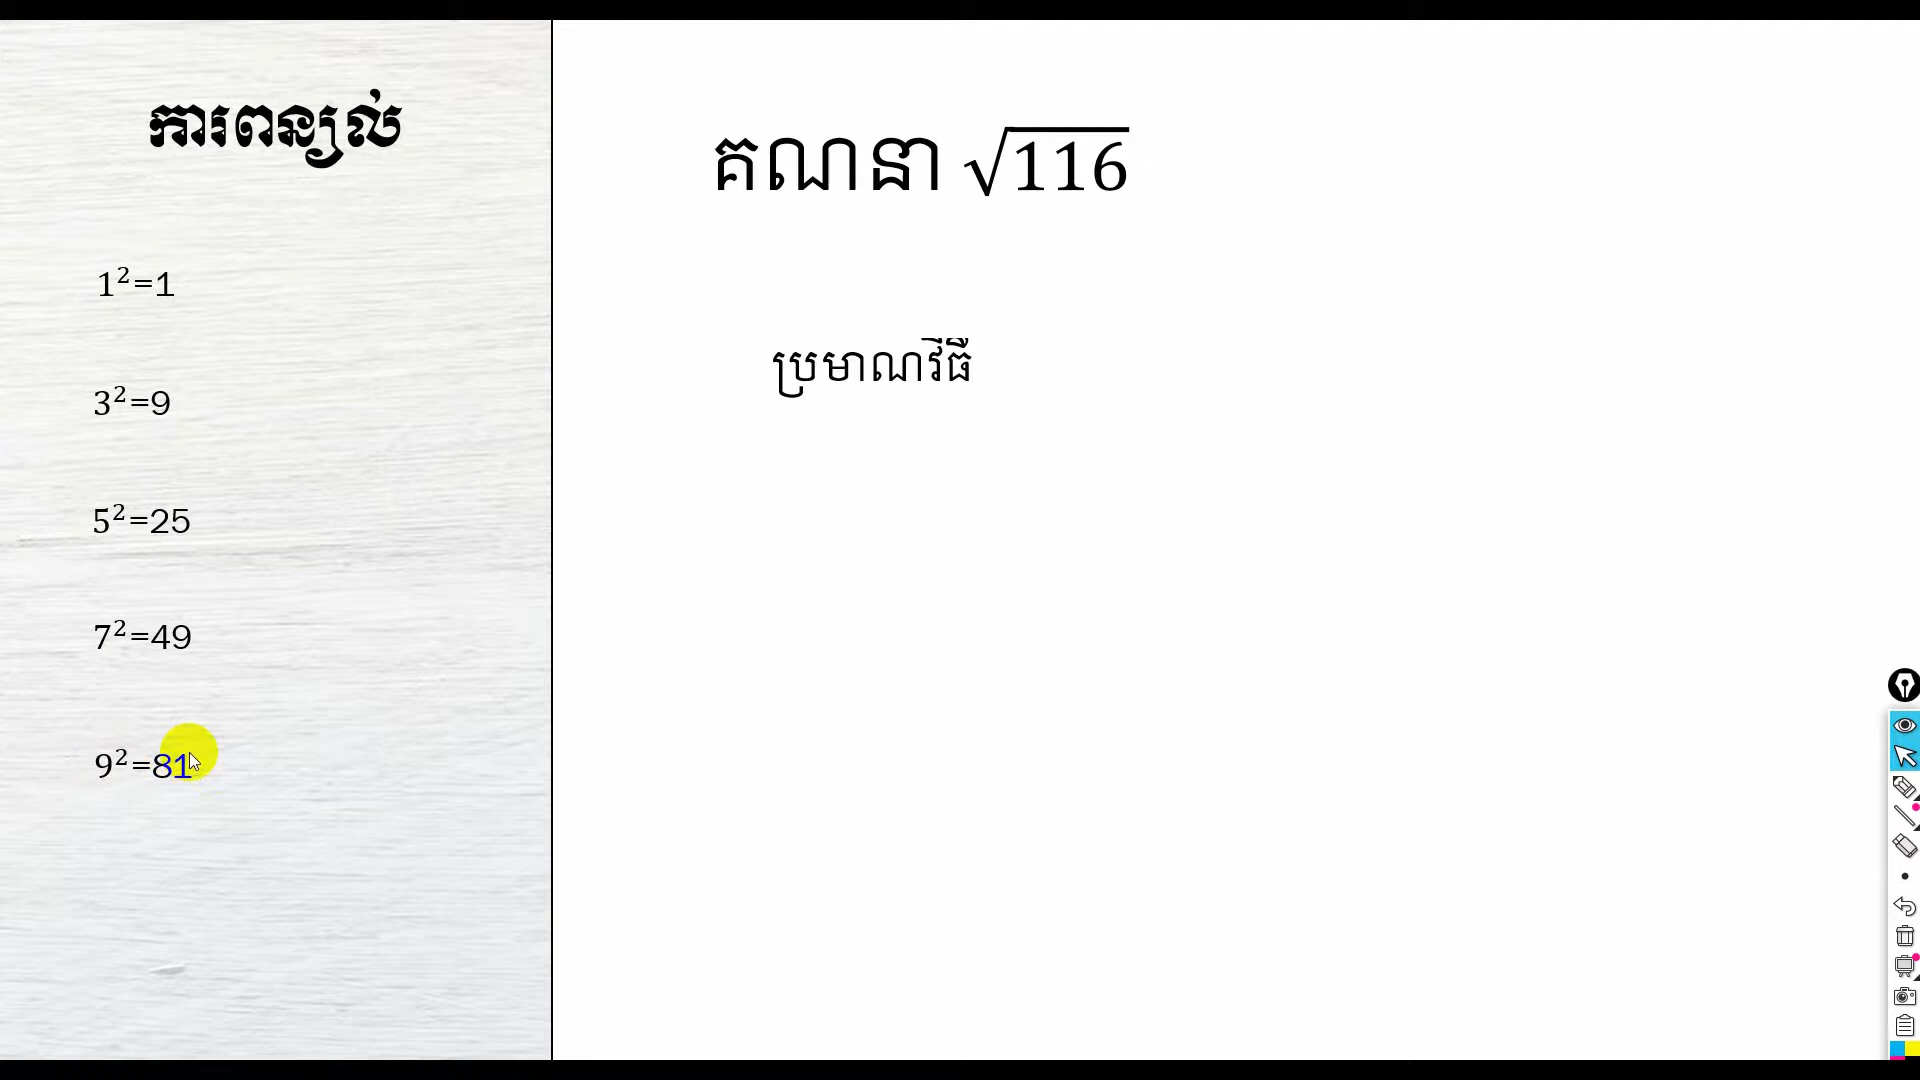 ការពន្យល់
1²=1
3²=9
5²=25
7²=49
9²=81
គណនា √116
ប្រមាណវិធី